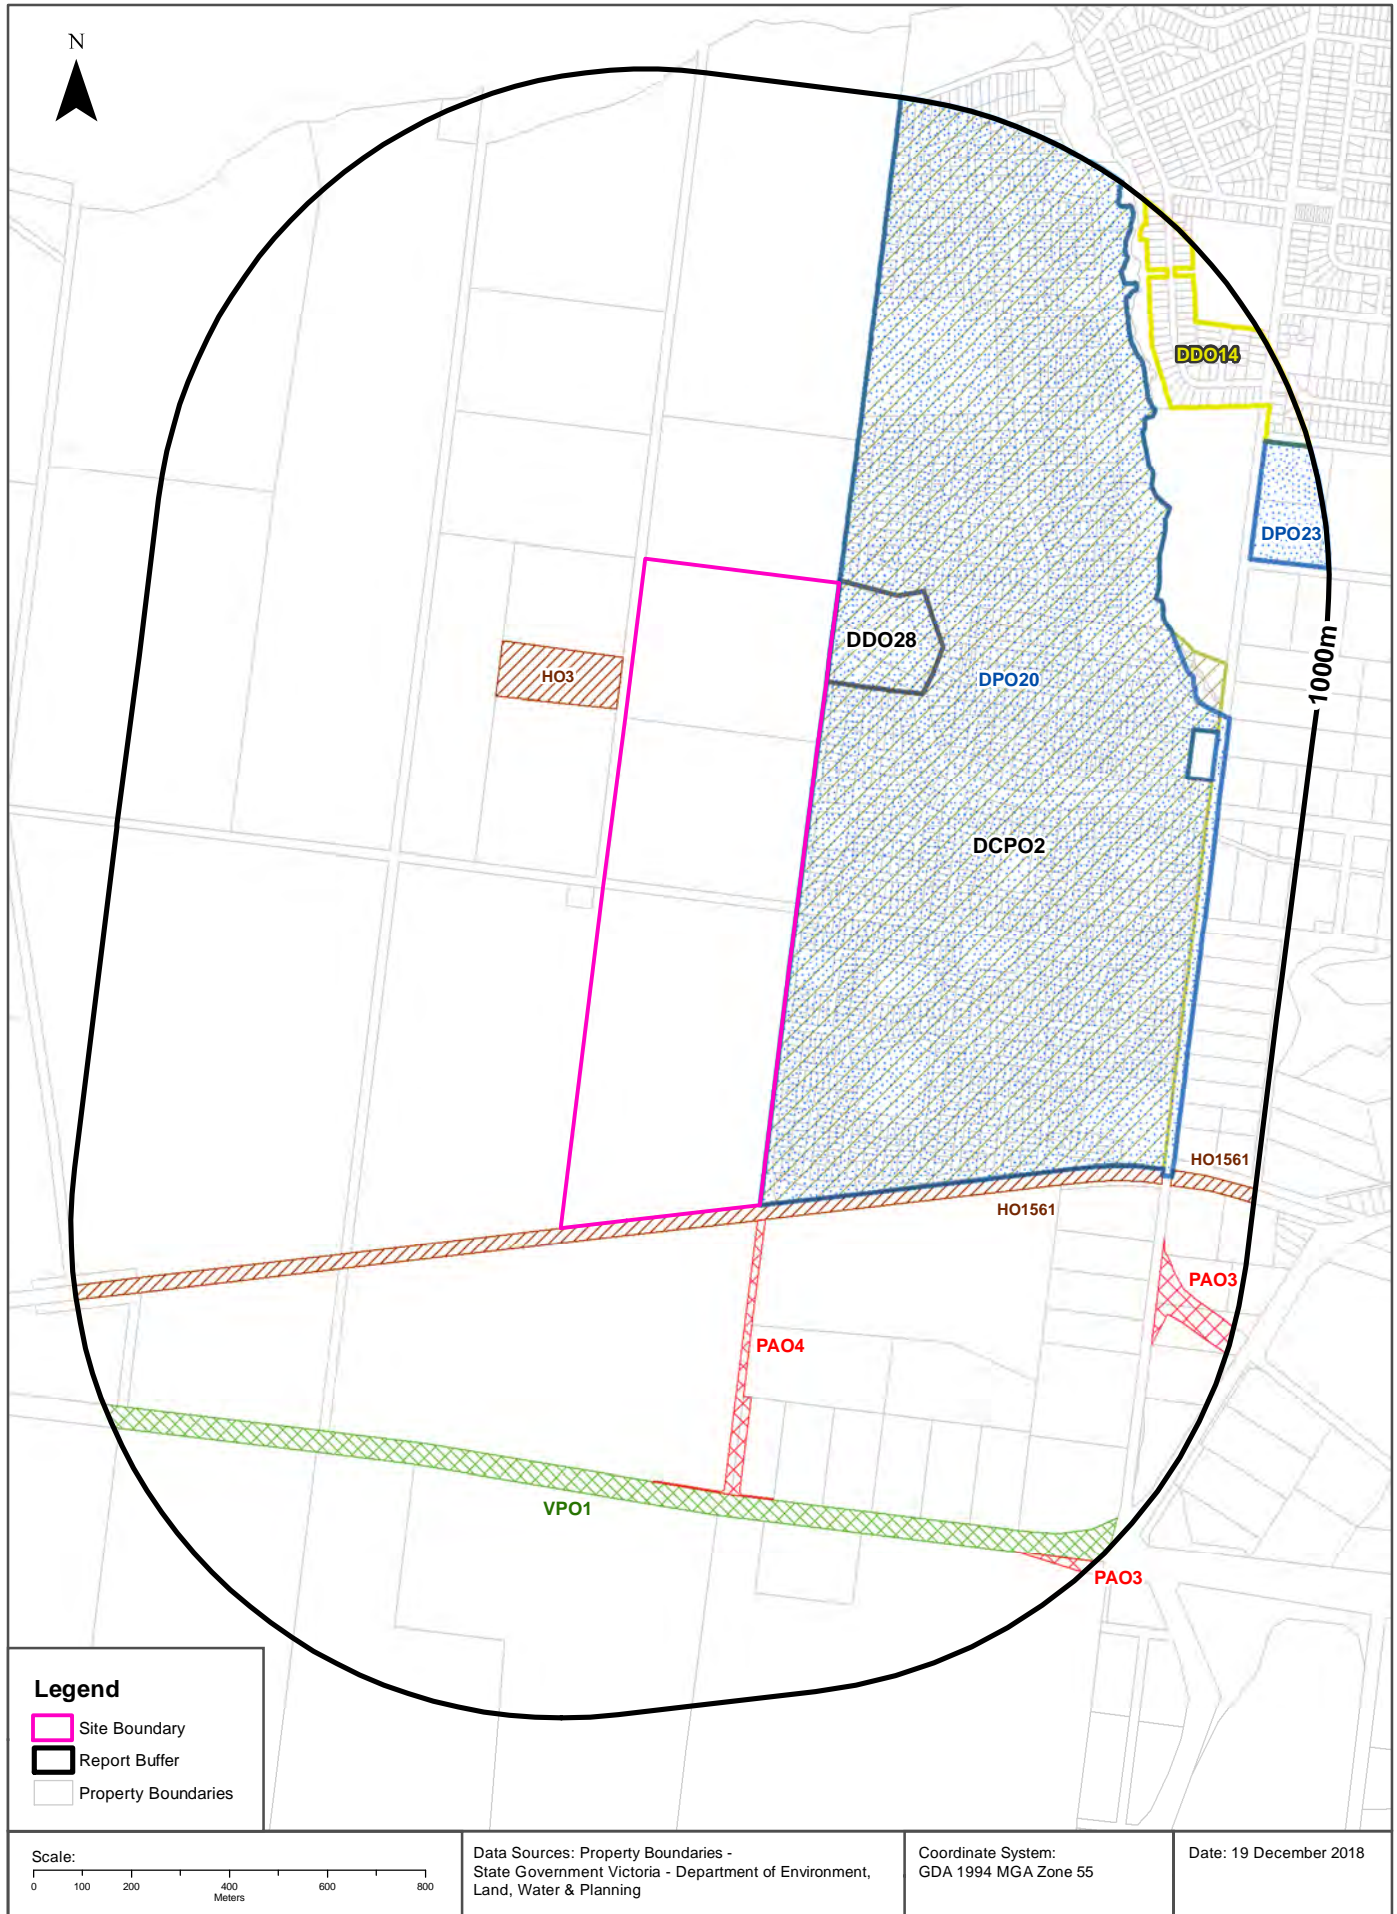 N
DDO14
DPO23
DDO28
HO3
DPO20
1000m
DCPO2
HO1561
HO1561
PAO3
PAO4
VPO1
PAO3
Legend
Site Boundary
Report Buffer
Property Boundaries
Scale:
0 100 200 400 600 800
Meters
Data Sources: Property Boundaries -
State Government Victoria - Department of Environment,
Land, Water & Planning
Coordinate System:
GDA 1994 MGA Zone 55
Date: 19 December 2018